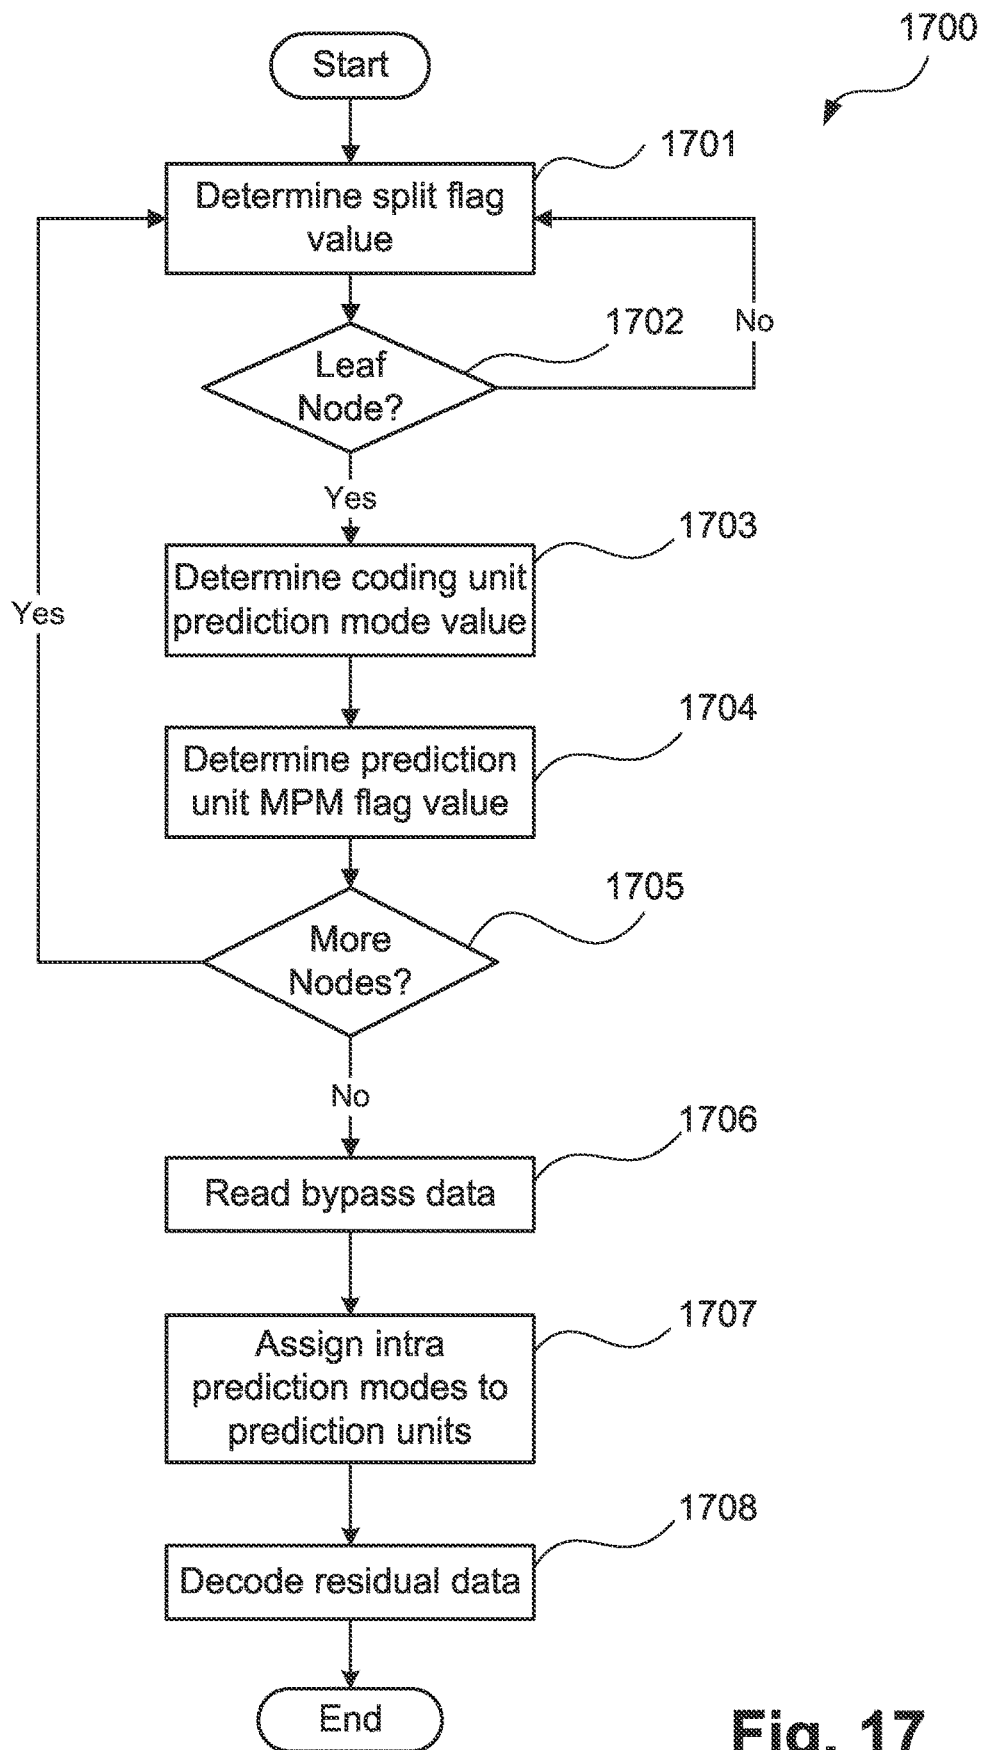 1700
Start
1701
Determine split flag
value
1702
No
Leaf
Node?
Yes
1703
Determine coding unit
prediction mode value
Yes
1704
Determine prediction
unit MPM flag value
1705
More
Nodes?
No
1706
Read bypass data
1707
Assign intra
prediction modes to
prediction units
1708
Decode residual data
End
Fig. 17